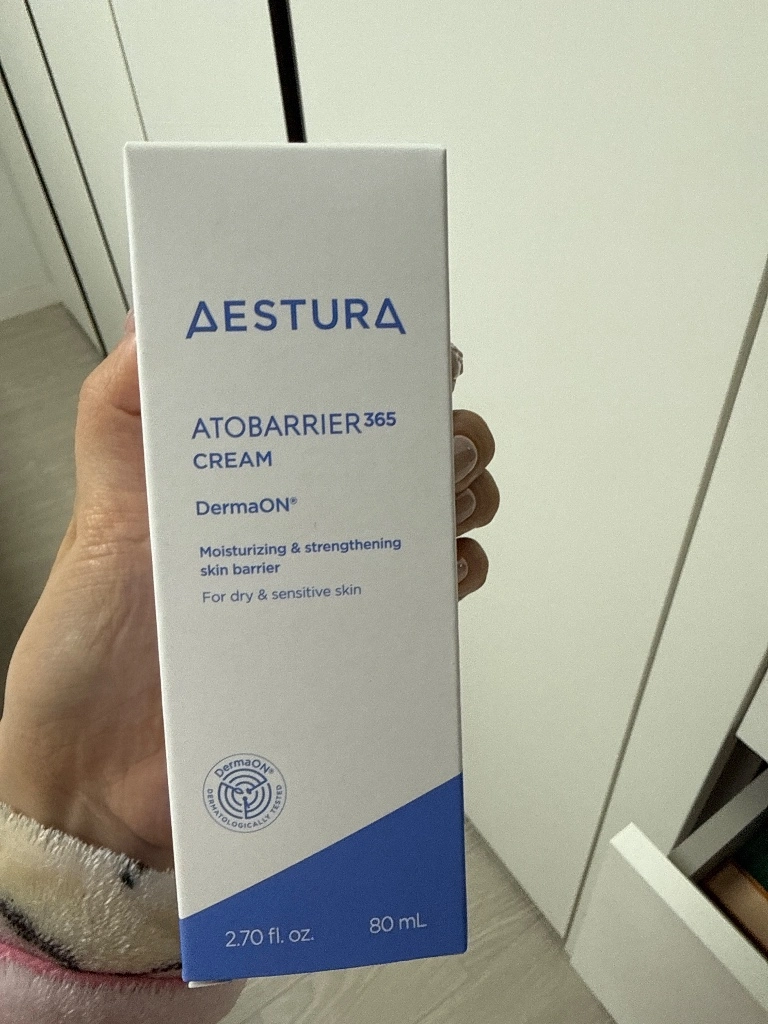 AESTURA
ATOBARRIER365
CREAM
DermaON®
Moisturizing & strengthening
skin barrier
For dry & sensitive skin
DermaON®
DERMATOLOGICALLY TESTED
2.70 fl. oz. 80 mL